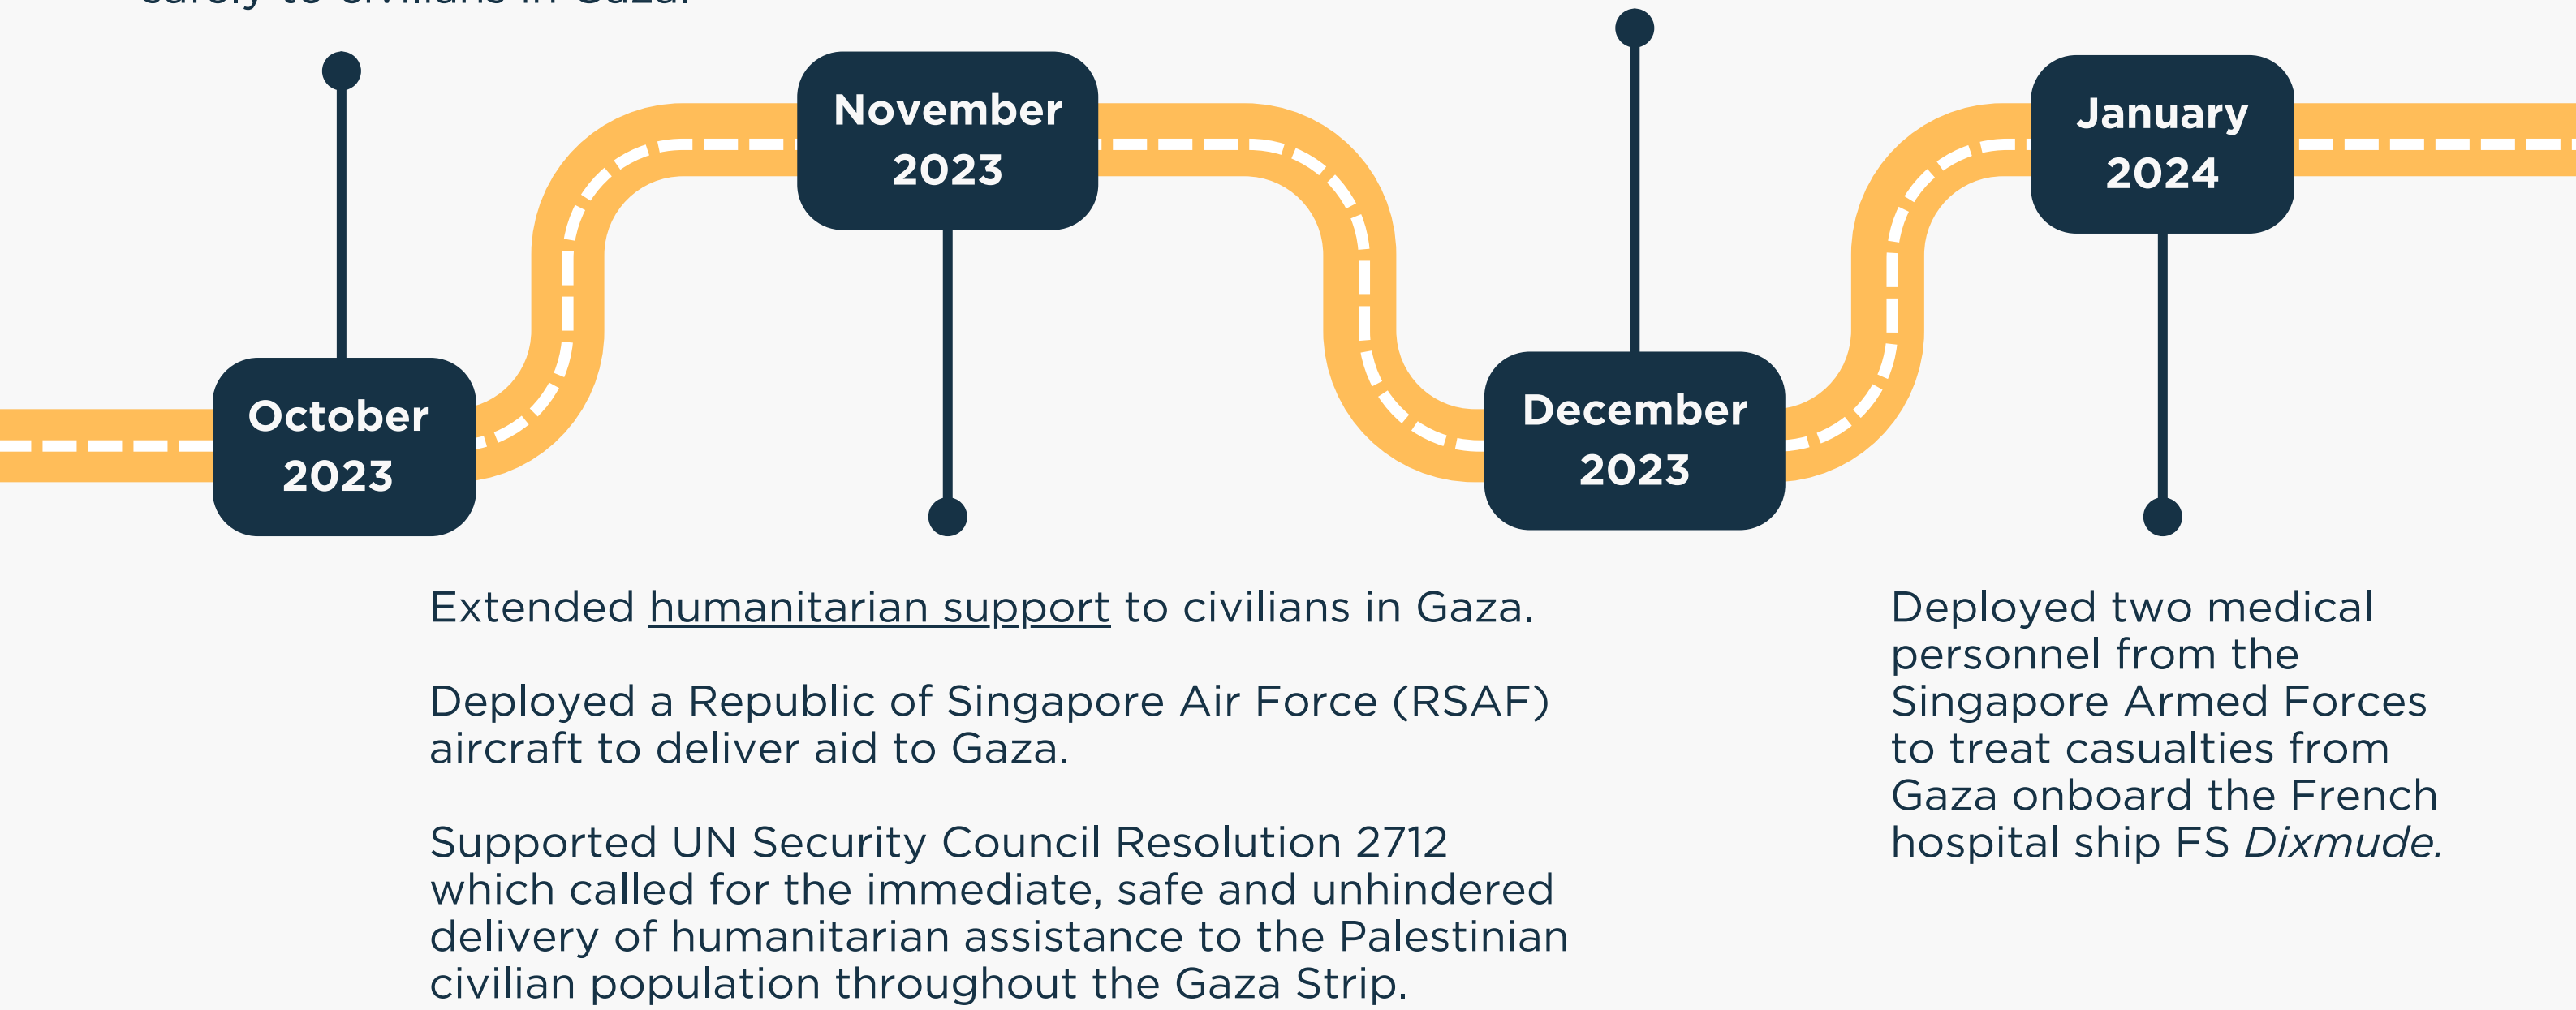 to civilians in Gaza.
October
2023
November
2023
December
2023
January
2024
Extended humanitarian support to civilians in Gaza.
Deployed a Republic of Singapore Air Force (RSAF)
aircraft to deliver aid to Gaza.
Supported UN Security Council Resolution 2712
which called for the immediate, safe and unhindered
delivery of humanitarian assistance to the Palestinian
civilian population throughout the Gaza Strip.
Deployed two medical
personnel from the
Singapore Armed Forces
to treat casualties from
Gaza onboard the French
hospital ship FS Dixmude.